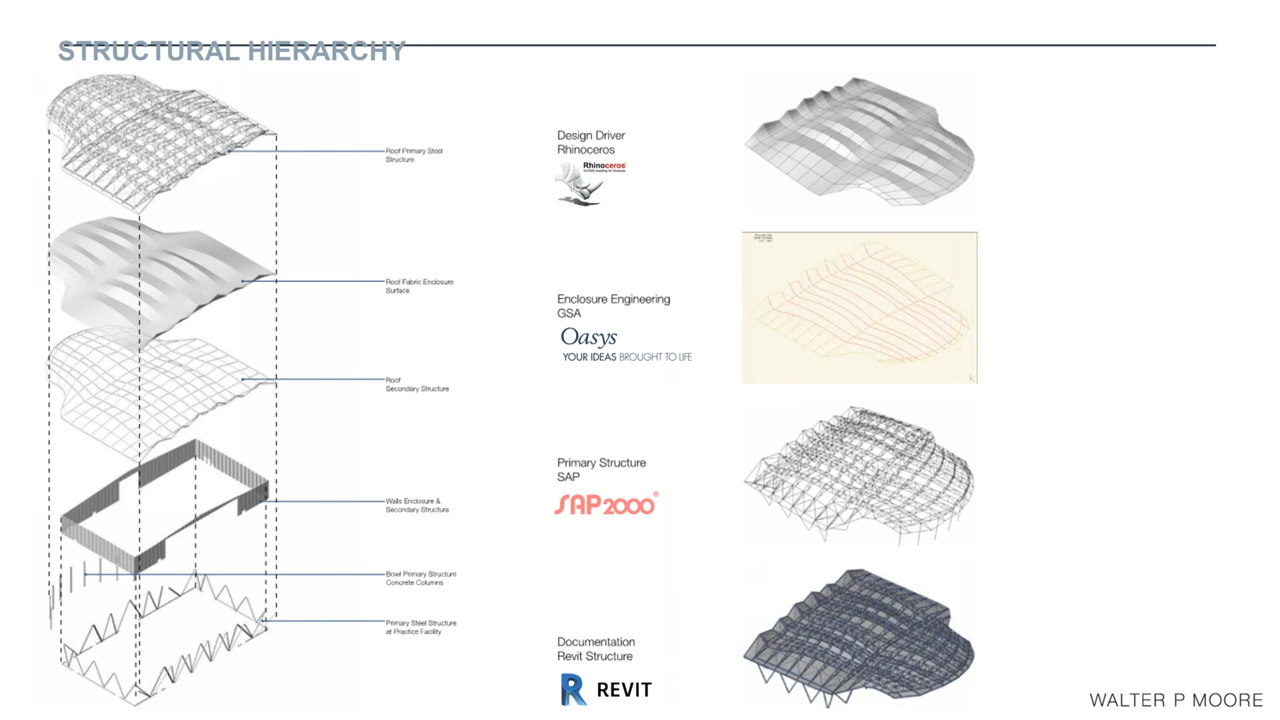 STRUCTURAL HIERARCHY
Roof Primary Steel
Structure
Roof Fabric Enclosure
Surface
Roof
Secondary Structure
Walls Enclosure &
Secondary Structure
Bowl Primary Structure
Concrete Columns
Primary Steel Structure
at Practice Facility
Design Driver
Rhinoceros
Rhinoceros
Enclosure Engineering
GSA
Oasys
YOUR IDEAS BROUGHT TO LIFE
Primary Structure
SAP
SAP2000®
Documentation
Revit Structure
R REVIT
WALTER P MOORE